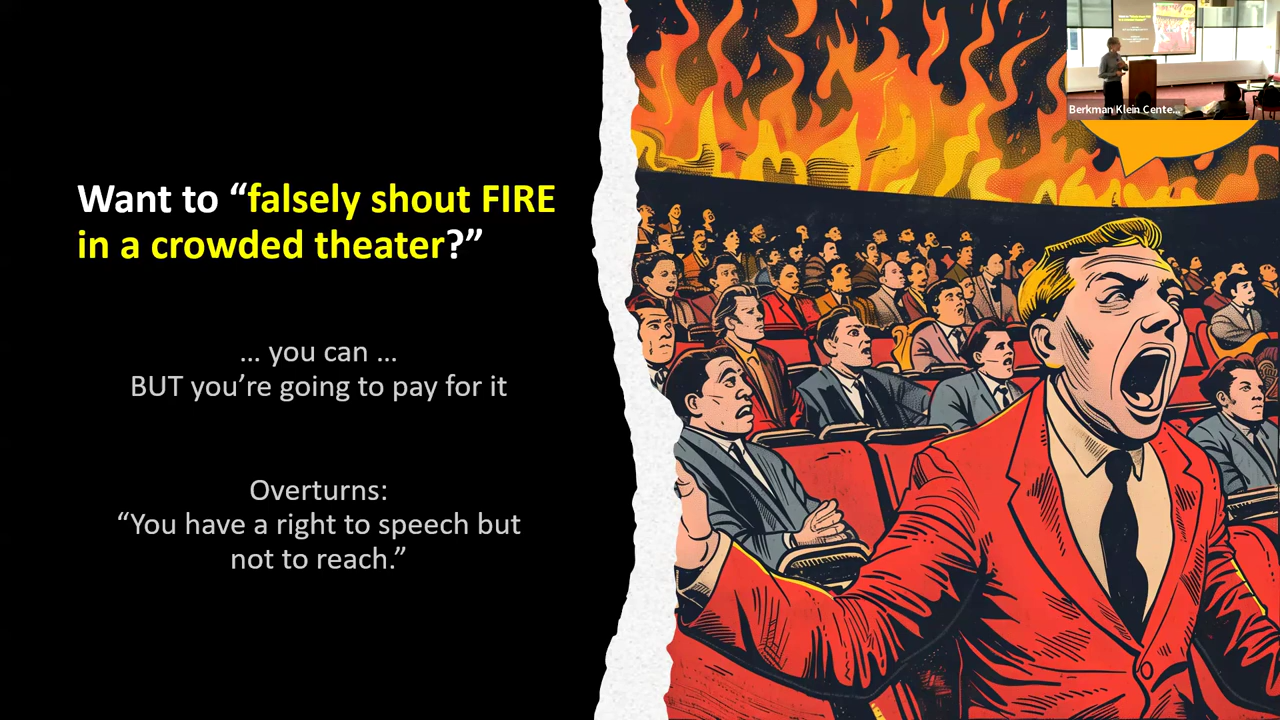 Want to “falsely shout FIRE
in a crowded theater?”
… you can …
BUT you’re going to pay for it
Overturns:
“You have a right to speech but
not to reach.”
Berkman Klein Cente...